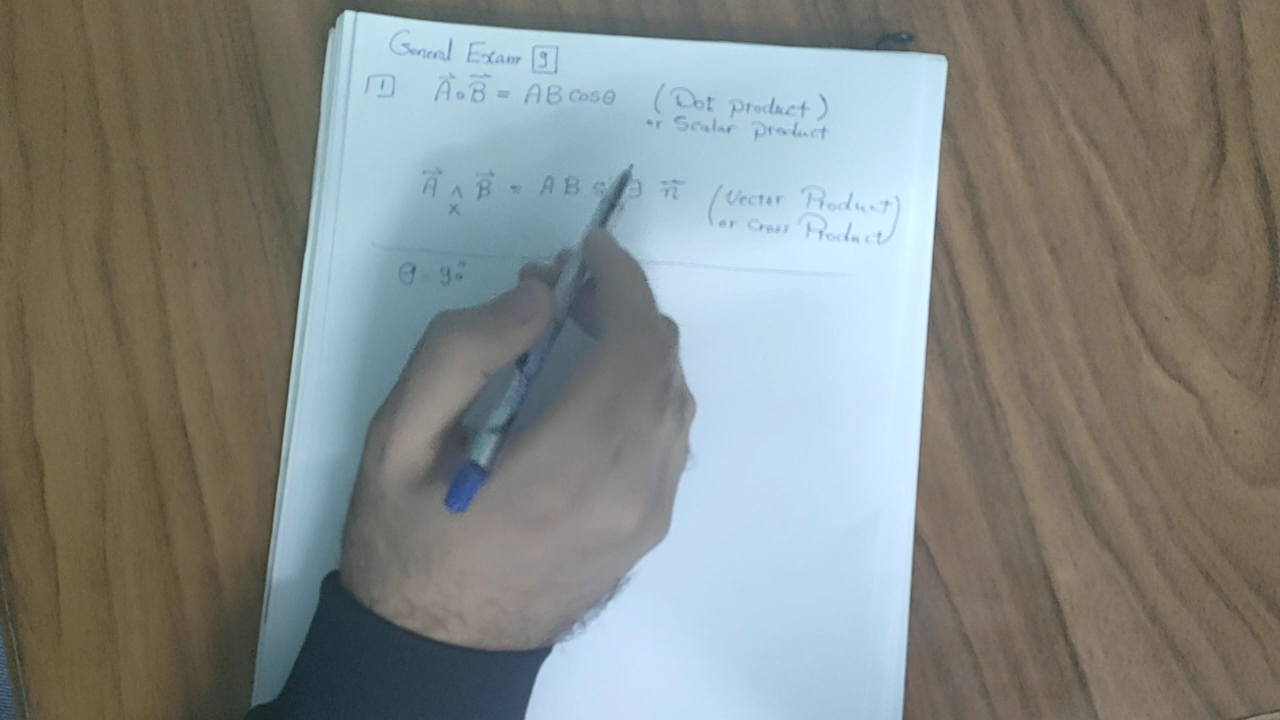 General Exam 9
1 A⃗ ∘ B⃗ = AB cosθ (Dot product)
or Scalar product
A⃗ ∧ B⃗ = AB θ n⃗ (Vector Product
x or Cross Product)
θ = 90°